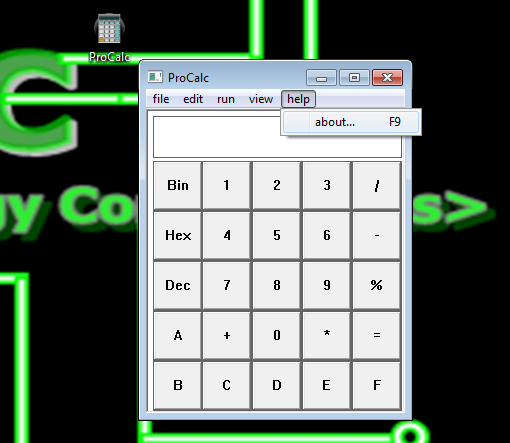 ProCalc
ProCalc
file edit run view help
about... F9
Bin 1 2 3 /
Hex 4 5 6 -
Dec 7 8 9 %
A + 0 * =
B C D E F
C
gy Co
s>